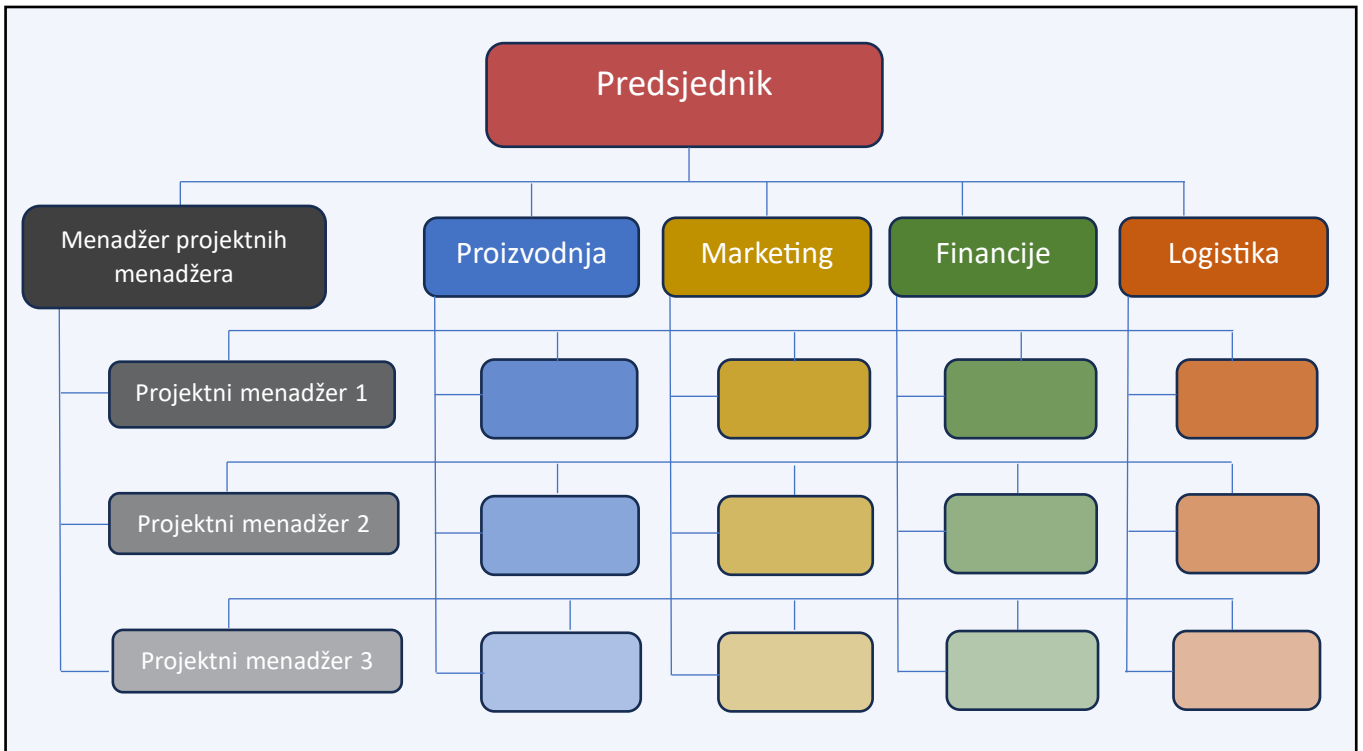 Predsjednik
Menadžer projektnih
menadžera
Proizvodnja
Marketing
Financije
Logistika
Projektni menadžer 1
Projektni menadžer 2
Projektni menadžer 3